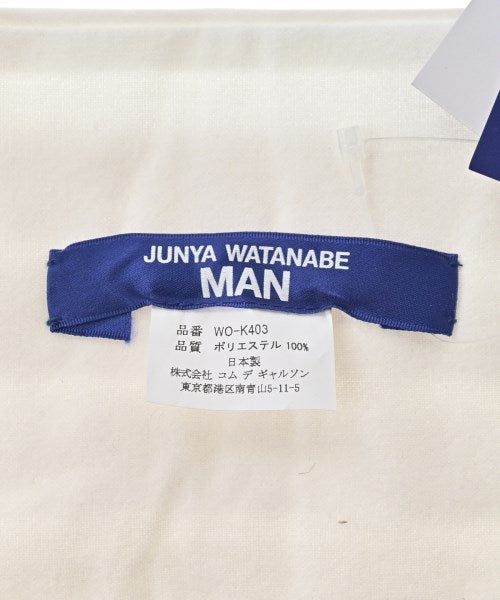 JUNYA WATANABE
MAN
品番 WO-K403
品質 ポリエステル 100%
日本製
株式会社 コム デ ギャルソン
東京都港区南青山5-11-5